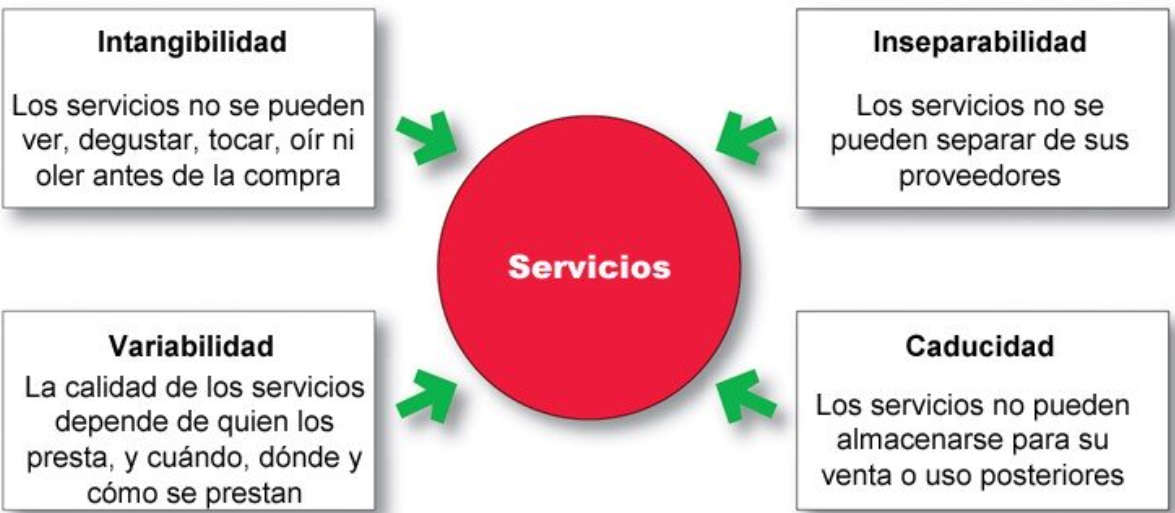 Intangibilidad
Los servicios no se pueden
ver, degustar, tocar, oír ni
oler antes de la compra
Inseparabilidad
Los servicios no se
pueden separar de sus
proveedores
Servicios
Variabilidad
La calidad de los servicios
depende de quien los
presta, y cuándo, dónde y
cómo se prestan
Caducidad
Los servicios no pueden
almacenarse para su
venta o uso posteriores